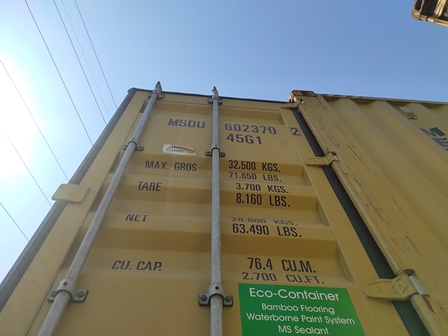 MSDU 602370 2
45G1
MAX. GROS 32.500 KGS.
71.650 LBS.
TARE 3.700 KGS.
8.160 LBS.
NET 28.800 KGS.
63.490 LBS.
CU. CAP. 76.4 CU.M.
2.700 CU.FT.
Eco-Container
Bamboo Flooring
Waterborne Paint System
MS Sealant